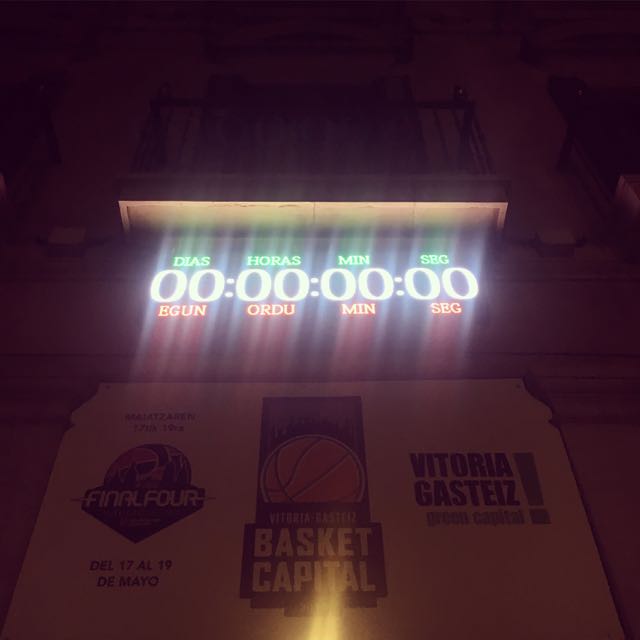 DIAS HORAS MIN SEG
00:00:00:00
EGUN ORDU MIN SEG
MAIATZAREN
17tik 19ra
FINALFOUR
DEL 17 AL 19
DE MAYO
VITORIA-GASTEIZ
BASKET
CAPITAL
VITORIA
GASTEIZ!
green capital